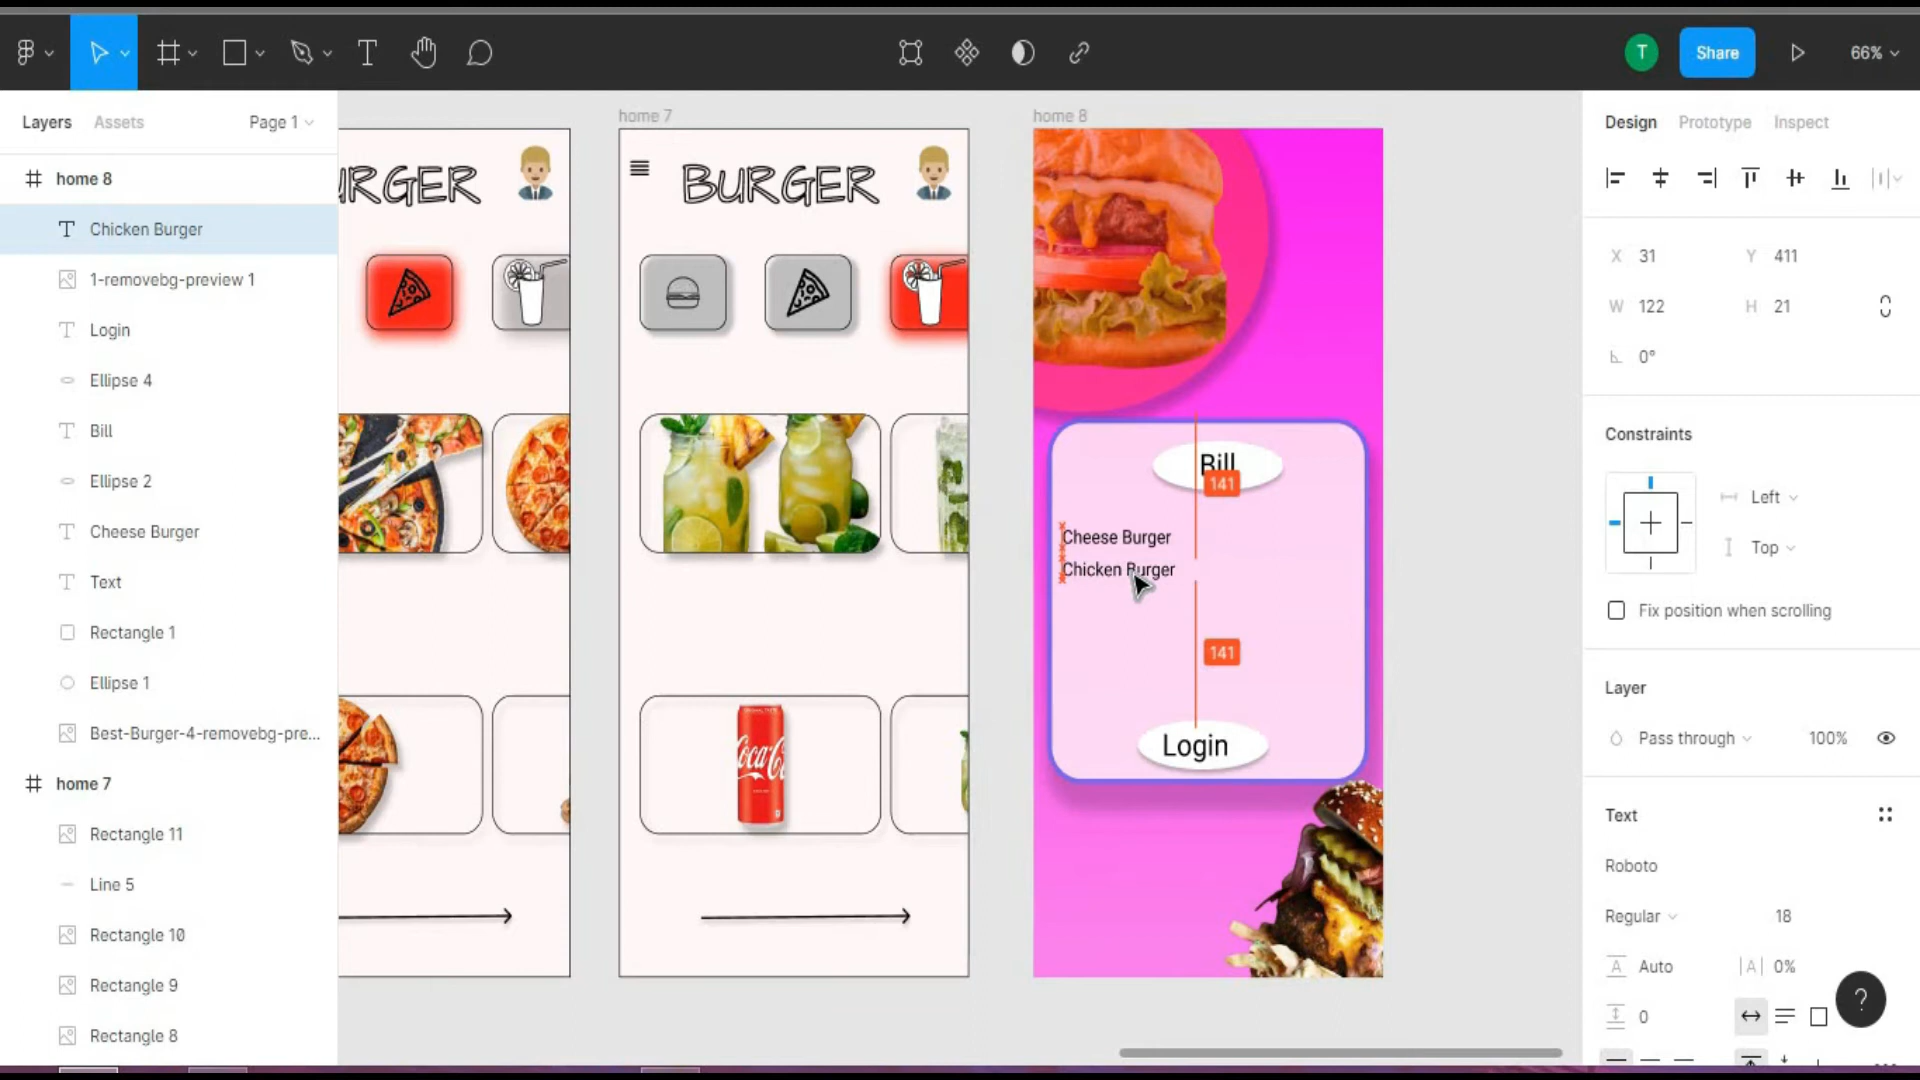 T
Share
66%
Layers
Assets
Page 1
home 8
Chicken Burger
1-removebg-preview 1
Login
Ellipse 4
Bill
Ellipse 2
Cheese Burger
Text
Rectangle 1
Ellipse 1
Best-Burger-4-removebg-pre...
home 7
Rectangle 11
Line 5
Rectangle 10
Rectangle 9
Rectangle 8
URGER
home 7
BURGER
Coca-Cola
home 8
Bill
141
Cheese Burger
Chicken Burger
141
Login
Design
Prototype
Inspect
X 31
Y 411
W 122
H 21
0°
Constraints
Left
Top
Fix position when scrolling
Layer
Pass through
100%
Text
Roboto
Regular
18
A Auto
|A| 0%
0
?